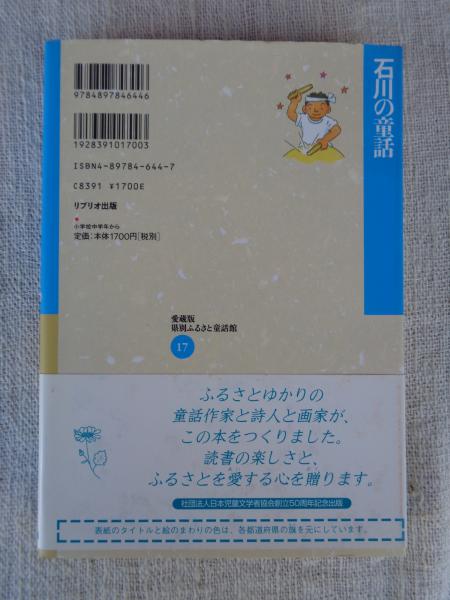 石川の童話
9784897846446
1928391017003
ISBN4-89784-644-7
C8391 ¥1700E
リブリオ出版
小学校中学年から
定価:本体1700円[税別]
愛蔵版
県別ふるさと童話館
17
ふるさとゆかりの
童話作家と詩人と画家が、
この本をつくりました。
読書の楽しさと、
ふるさとを愛する心を贈ります。
社団法人日本児童文学者協会創立50周年記念出版
表紙のタイトルと絵のまわりの色は、各都道府県の旗を元にしています。